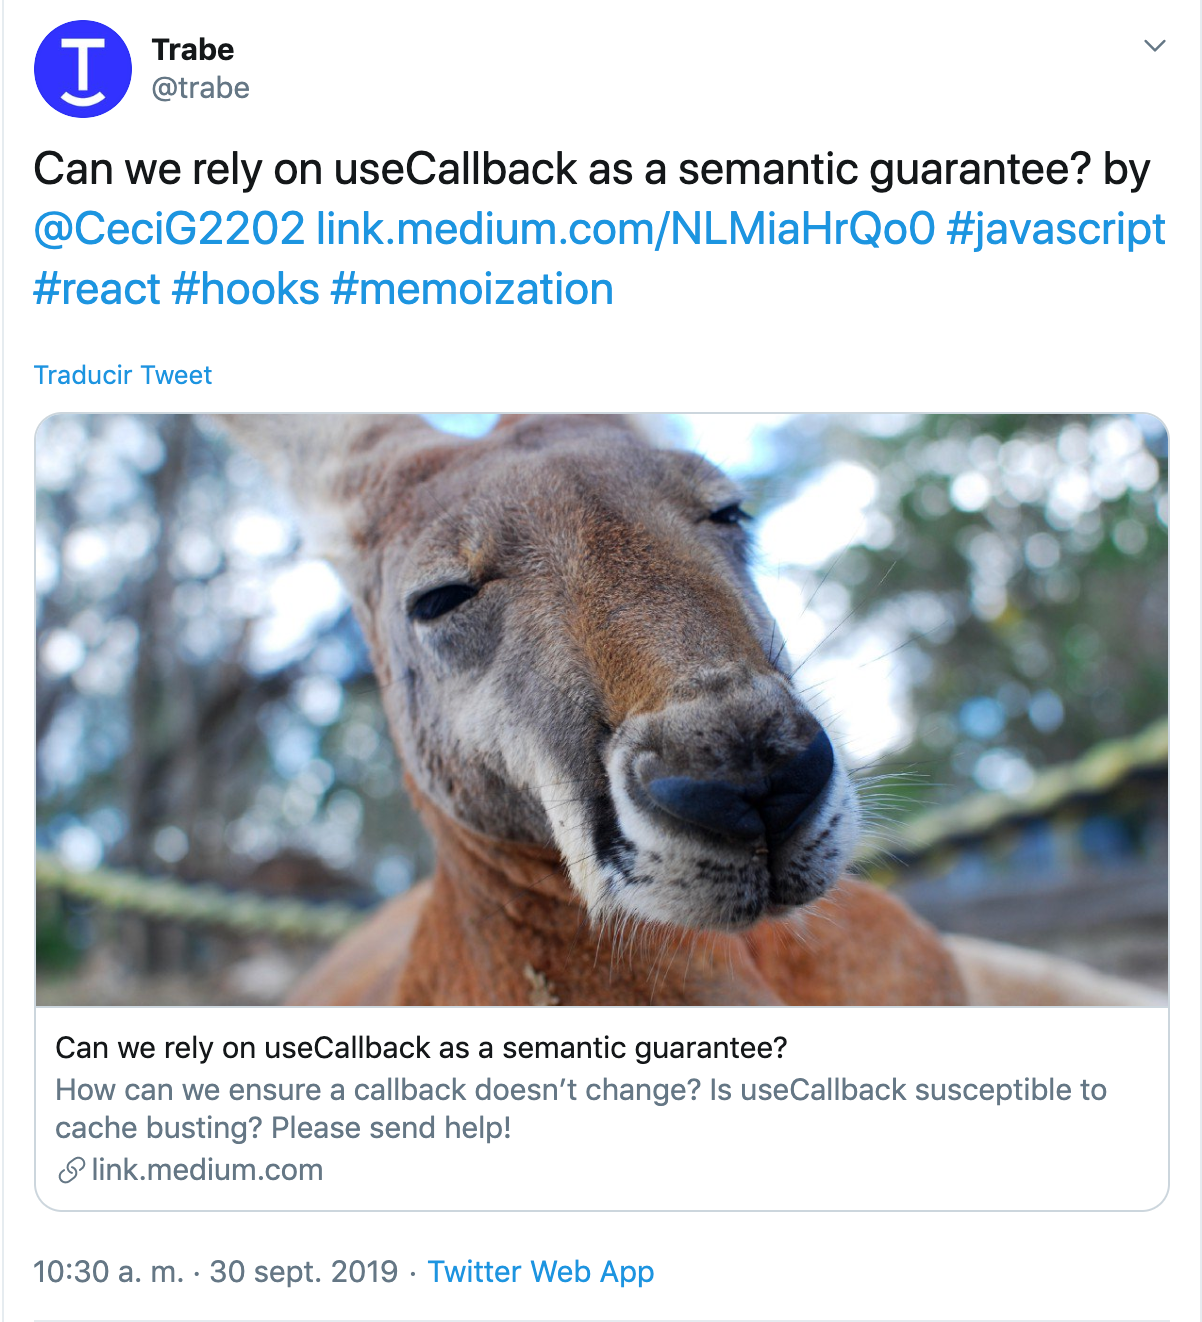 Trabe
@trabe
Can we rely on useCallback as a semantic guarantee? by
@CeciG2202 link.medium.com/NLMiaHrQo0 #javascript
#react #hooks #memoization
Traducir Tweet
Can we rely on useCallback as a semantic guarantee?
How can we ensure a callback doesn’t change? Is useCallback susceptible to
cache busting? Please send help!
link.medium.com
10:30 a. m. · 30 sept. 2019 · Twitter Web App